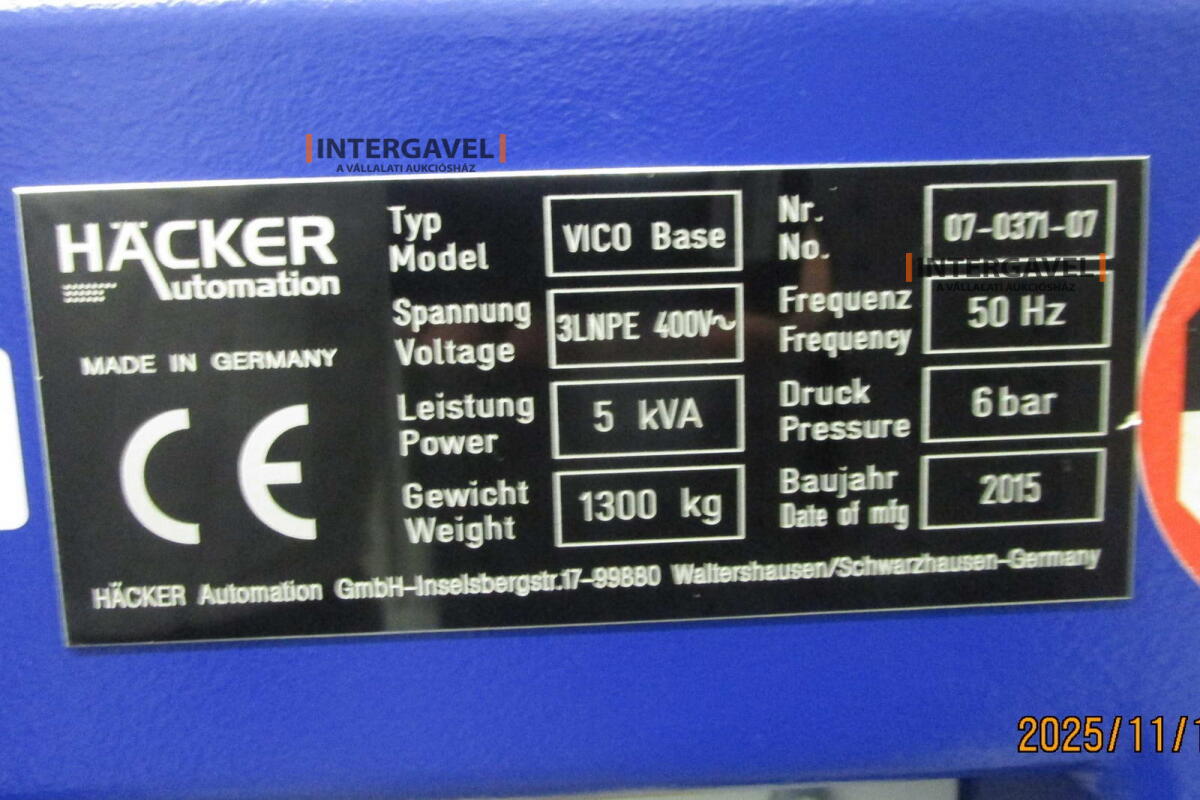 INTERGAVEL
A VÁLLALATI AUKCIÓSHÁZ
HÄCKER
Automation
MADE IN GERMANY
CE
Typ
Model
VICO Base
Spannung
Voltage
3LNPE 400V~
Leistung
Power
5 kVA
Gewicht
Weight
1300 kg
Nr.
No.
07-0371-07
INTERGAVEL
A VÁLLALATI AUKCIÓSHÁZ
Frequenz
Frequency
50 Hz
Druck
Pressure
6 bar
Baujahr
Date of mfg
2015
HÄCKER Automation GmbH-Inselsbergstr.17-99880 Waltershausen/Schwarzhausen-Germany
2025/11/1